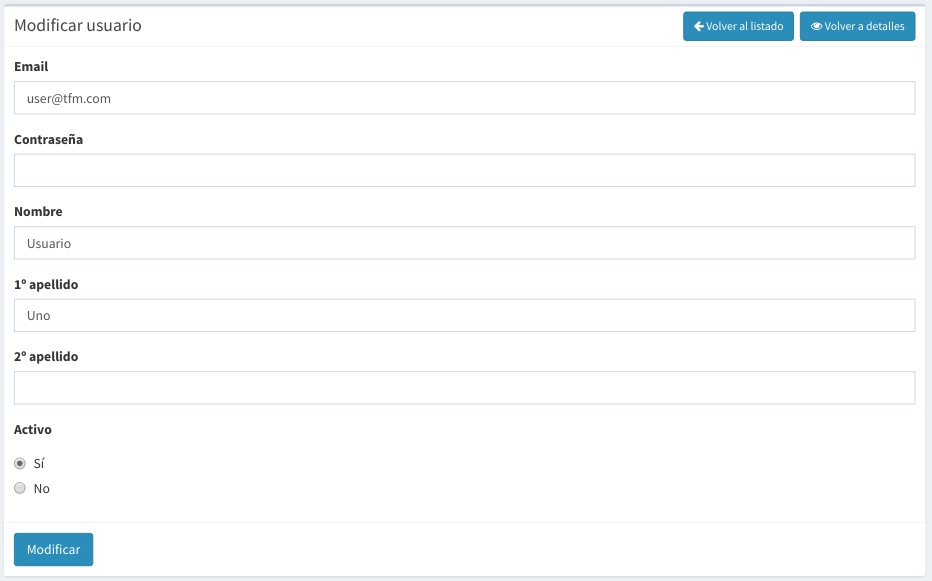 Modificar usuario
Volver al listado
Volver a detalles
Email
user@tfm.com
Contraseña
Nombre
Usuario
1º apellido
Uno
2º apellido
Activo
Sí
No
Modificar